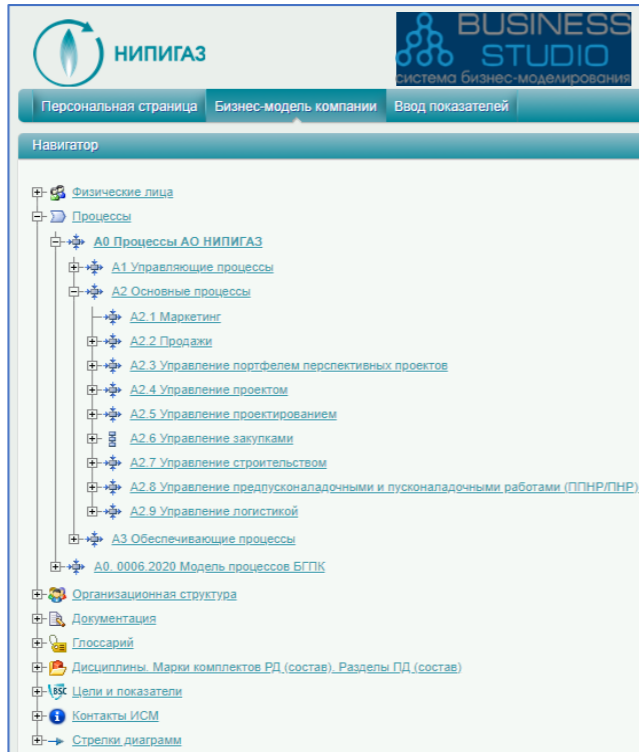 НИПИГАЗ
BUSINESS
STUDIO
система бизнес-моделирования
Персональная страница Бизнес-модель компании Ввод показателей
Навигатор
Физические лица
Процессы
А0 Процессы АО НИПИГАЗ
А1 Управляющие процессы
А2 Основные процессы
А2.1 Маркетинг
А2.2 Продажи
А2.3 Управление портфелем перспективных проектов
А2.4 Управление проектом
А2.5 Управление проектированием
А2.6 Управление закупками
А2.7 Управление строительством
А2.8 Управление предпусконаладочными и пусконаладочными работами (ППНР/ПНР)
А2.9 Управление логистикой
А3 Обеспечивающие процессы
А0. 0006.2020 Модель процессов БГПК
Организационная структура
Документация
Глоссарий
Дисциплины. Марки комплектов РД (состав). Разделы ПД (состав)
BSC Цели и показатели
Контакты ИСМ
Стрелки диаграмм